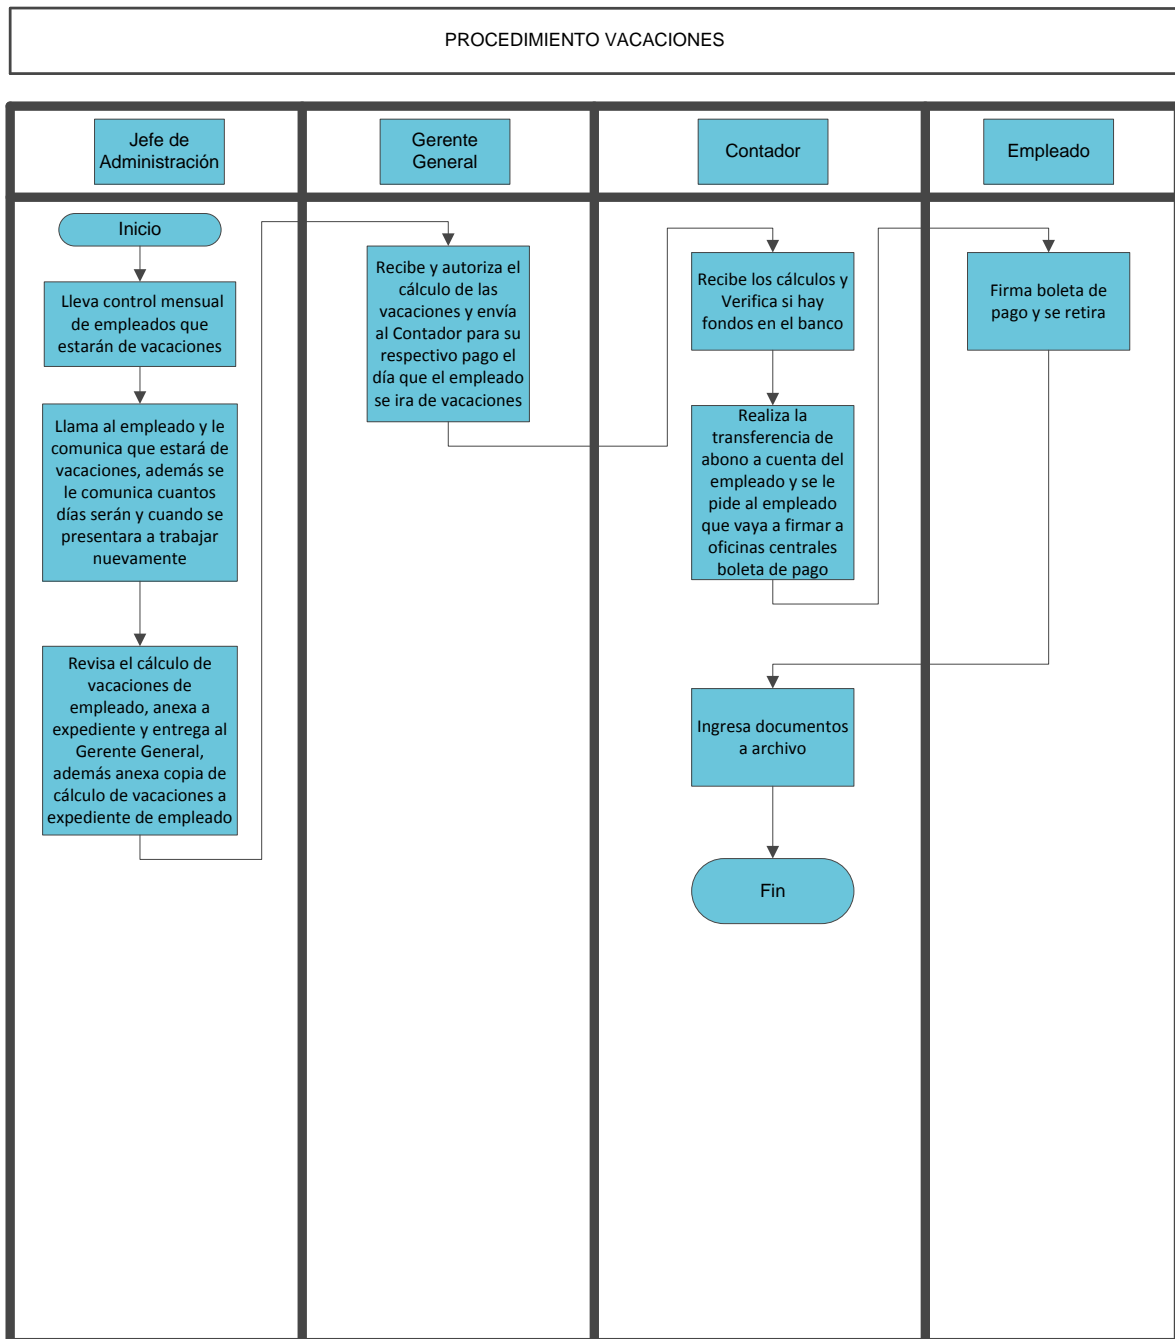 PROCEDIMIENTO VACACIONES
Jefe de
Administración
Gerente
General
Contador
Empleado
Inicio
Lleva control mensual
de empleados que
estarán de vacaciones
Llama al empleado y le
comunica que estará de
vacaciones, además se
le comunica cuantos
días serán y cuando se
presentara a trabajar
nuevamente
Revisa el cálculo de
vacaciones de
empleado, anexa a
expediente y entrega al
Gerente General,
además anexa copia de
cálculo de vacaciones a
expediente de empleado
Recibe y autoriza el
cálculo de las
vacaciones y envía
al Contador para su
respectivo pago el
día que el empleado
se ira de vacaciones
Recibe los cálculos y
Verifica si hay
fondos en el banco
Realiza la
transferencia de
abono a cuenta del
empleado y se le
pide al empleado
que vaya a firmar a
oficinas centrales
boleta de pago
Firma boleta de
pago y se retira
Ingresa documentos
a archivo
Fin